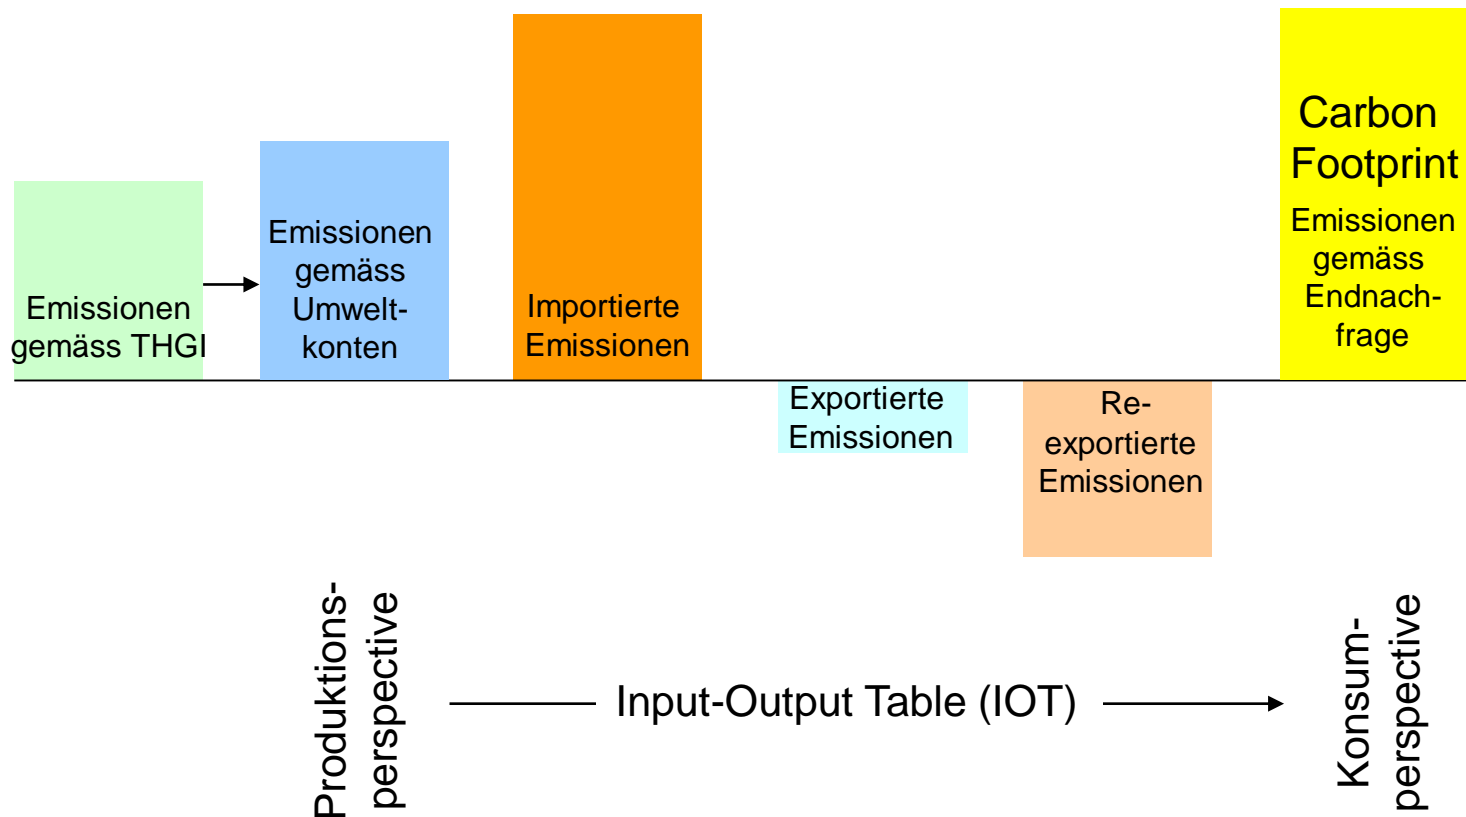 Emissionen
gemäss THGI
Emissionen
gemäss
Umwelt-
konten
Importierte
Emissionen
Exportierte
Emissionen
Re-
exportierte
Emissionen
Carbon
Footprint
Emissionen
gemäss
Endnach-
frage
Produktions-
perspective
Input-Output Table (IOT)
Konsum-
perspective